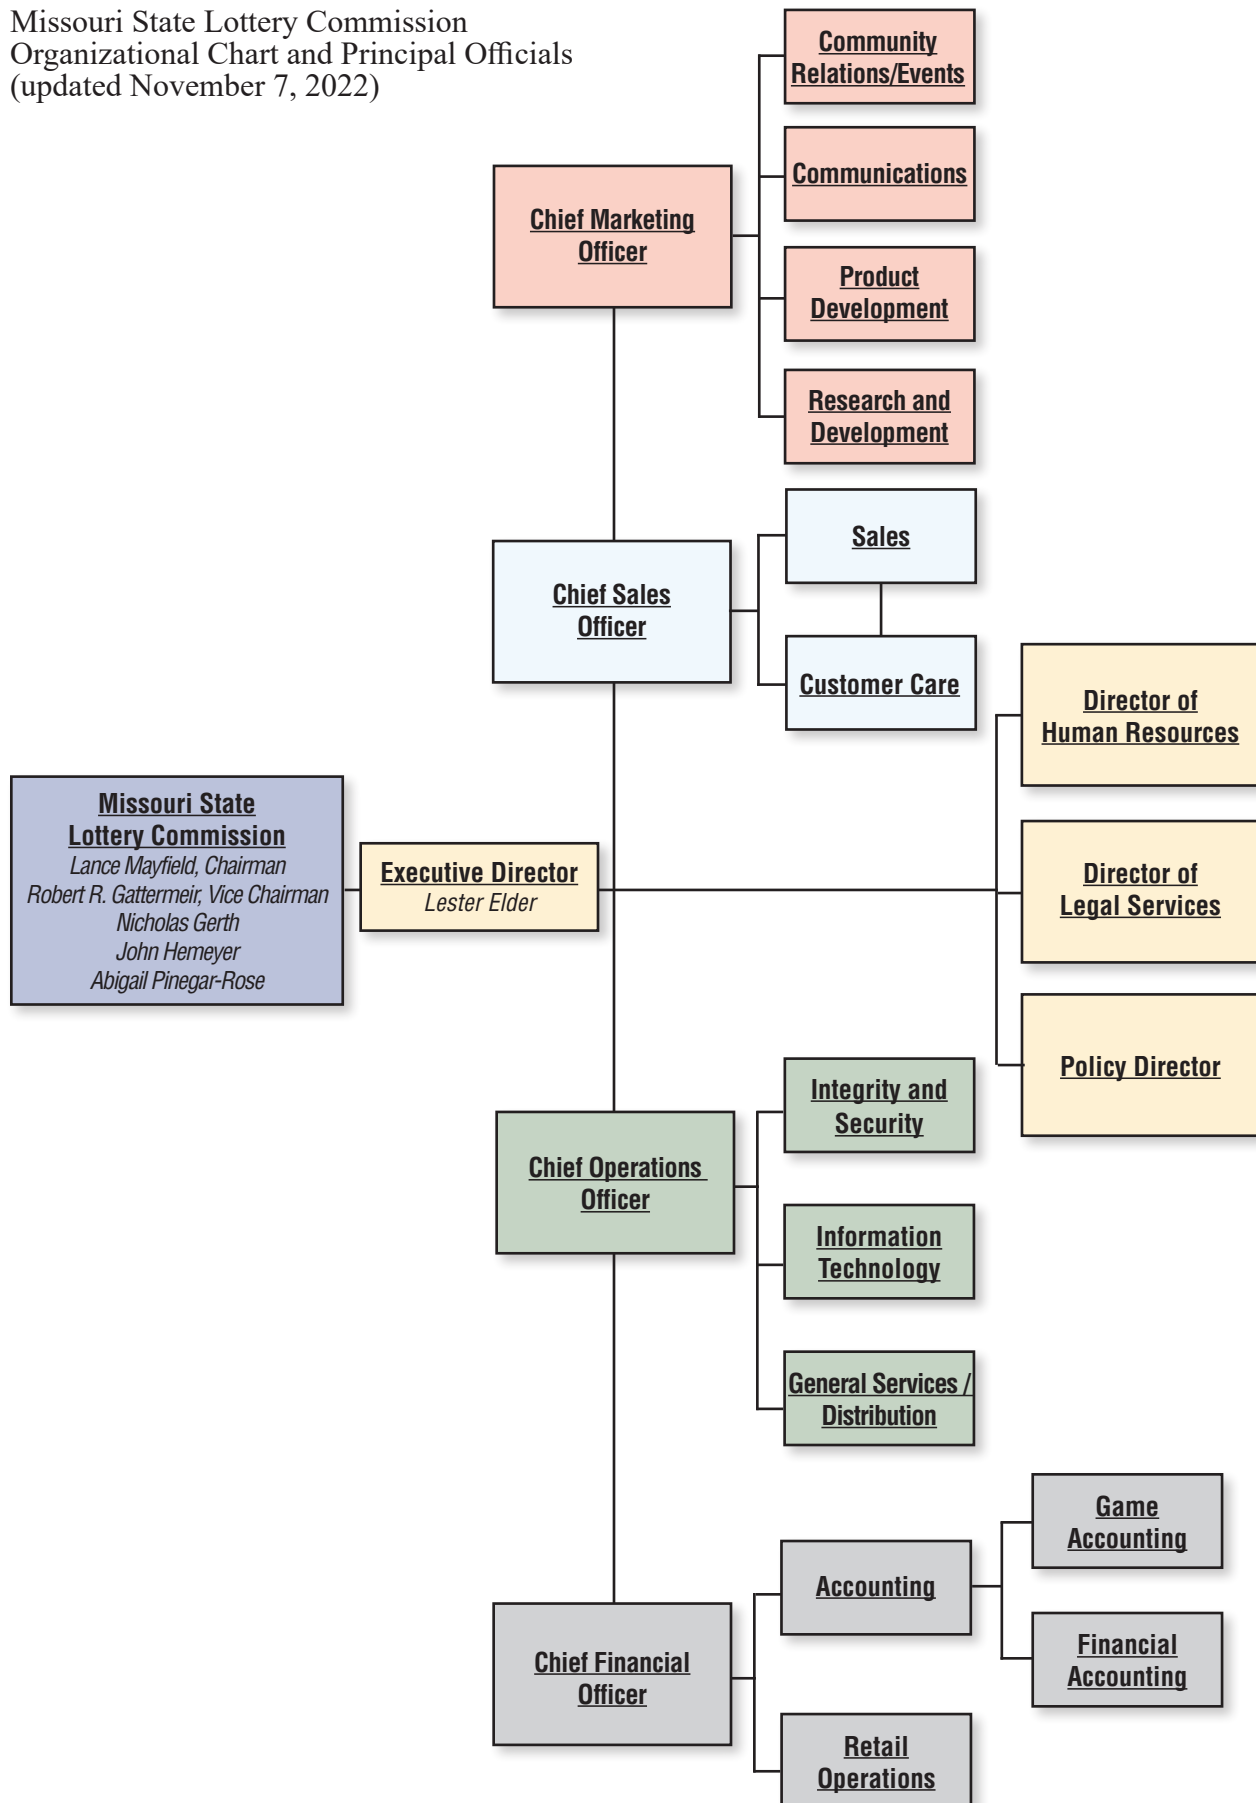 Missouri State Lottery Commission
Organizational Chart and Principal Officials
(updated November 7, 2022)
Community
Relations/Events
Communications
Chief Marketing
Officer
Product
Development
Research and
Development
Sales
Chief Sales
Officer
Customer Care
Director of
Human Resources
Missouri State
Lottery Commission
Lance Mayfield, Chairman
Robert R. Gattermeir, Vice Chairman
Nicholas Gerth
John Hemeyer
Abigail Pinegar-Rose
Executive Director
Lester Elder
Director of
Legal Services
Policy Director
Integrity and
Security
Chief Operations
Officer
Information
Technology
General Services /
Distribution
Game
Accounting
Accounting
Financial
Accounting
Chief Financial
Officer
Retail
Operations